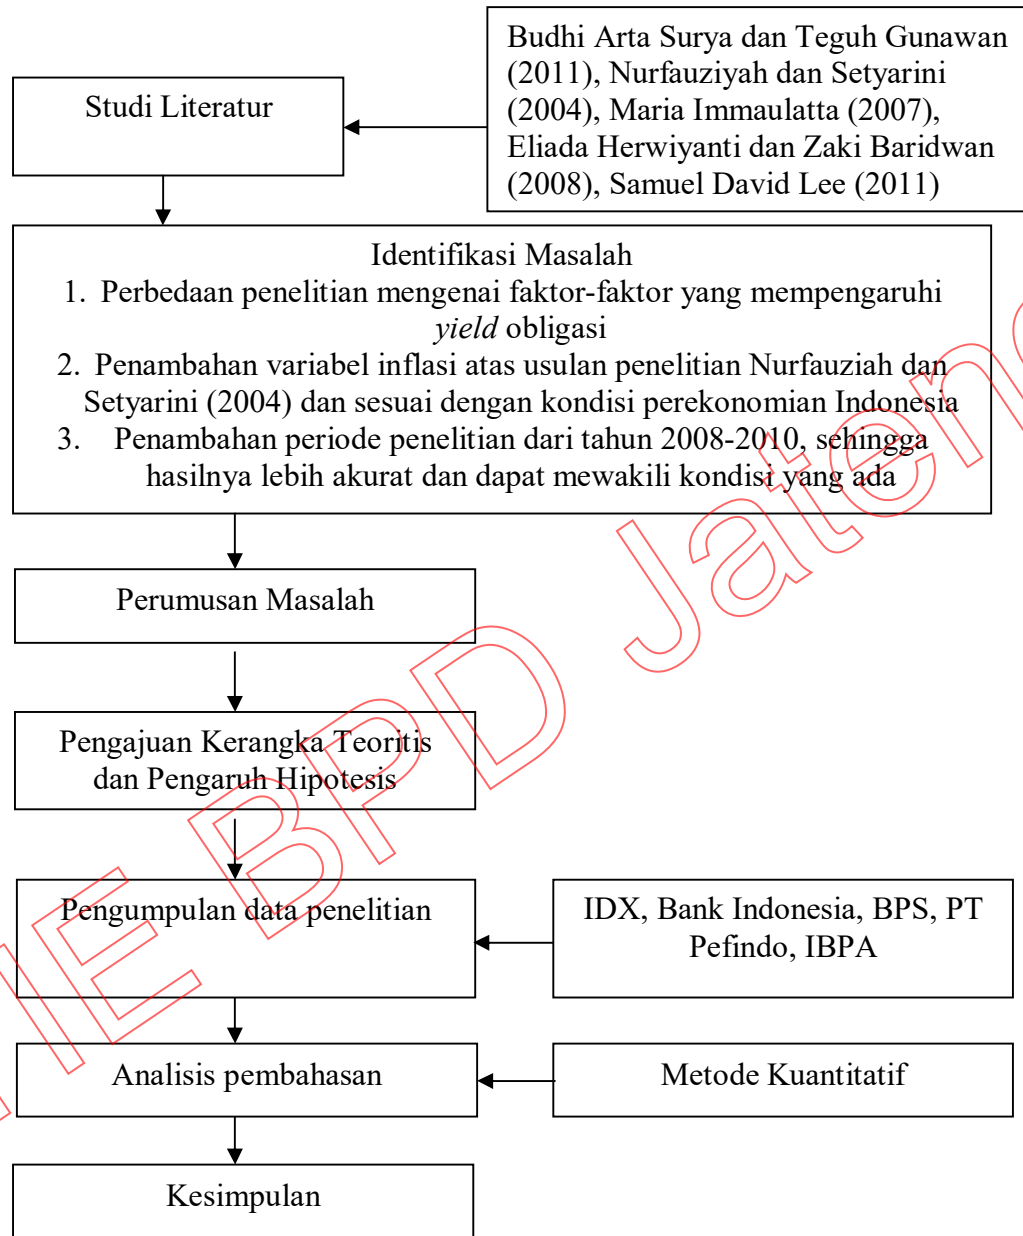 Budhi Arta Surya dan Teguh Gunawan
(2011), Nurfauziyah dan Setyarini
(2004), Maria Immaulatta (2007),
Eliada Herwiyanti dan Zaki Baridwan
(2008), Samuel David Lee (2011)
Studi Literatur
Identifikasi Masalah
1. Perbedaan penelitian mengenai faktor-faktor yang mempengaruhi
yield obligasi
2. Penambahan variabel inflasi atas usulan penelitian Nurfauziah dan
Setyarini (2004) dan sesuai dengan kondisi perekonomian Indonesia
3. Penambahan periode penelitian dari tahun 2008-2010, sehingga
hasilnya lebih akurat dan dapat mewakili kondisi yang ada
Perumusan Masalah
Pengajuan Kerangka Teoritis
dan Pengaruh Hipotesis
Pengumpulan data penelitian
IDX, Bank Indonesia, BPS, PT
Pefindo, IBPA
Analisis pembahasan
Metode Kuantitatif
Kesimpulan
BPD